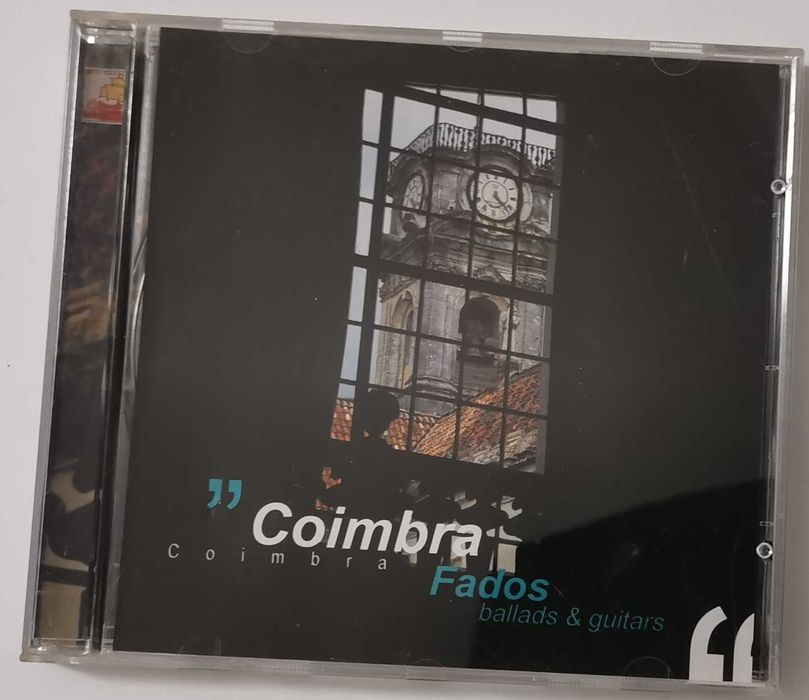 ” Coimbra
Coimbra
Fados
ballads & guitars
“